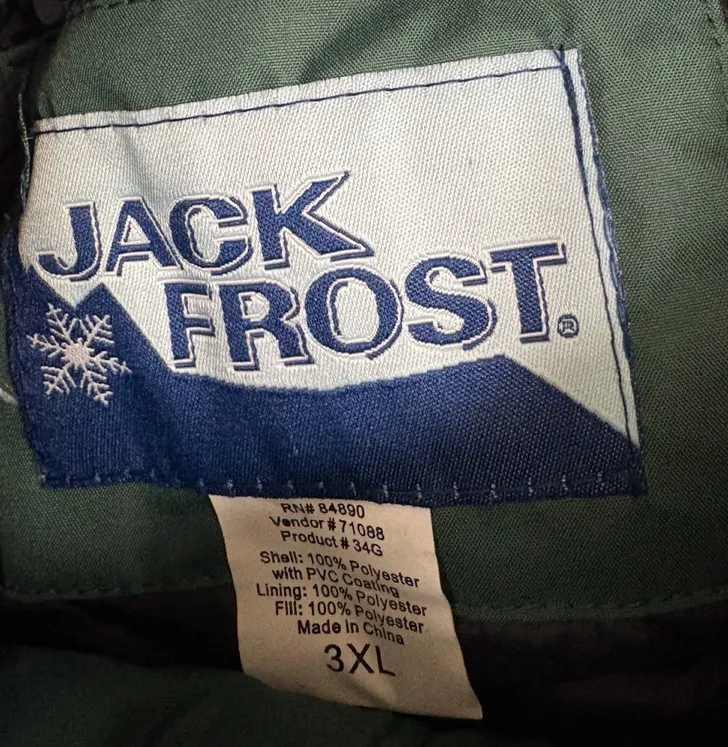 JACK
FROST®
RN# 84890
Vendor # 71088
Product # 34G
Shell: 100% Polyester
with PVC Coating
Lining: 100% Polyester
Fill: 100% Polyester
Made in China
3XL